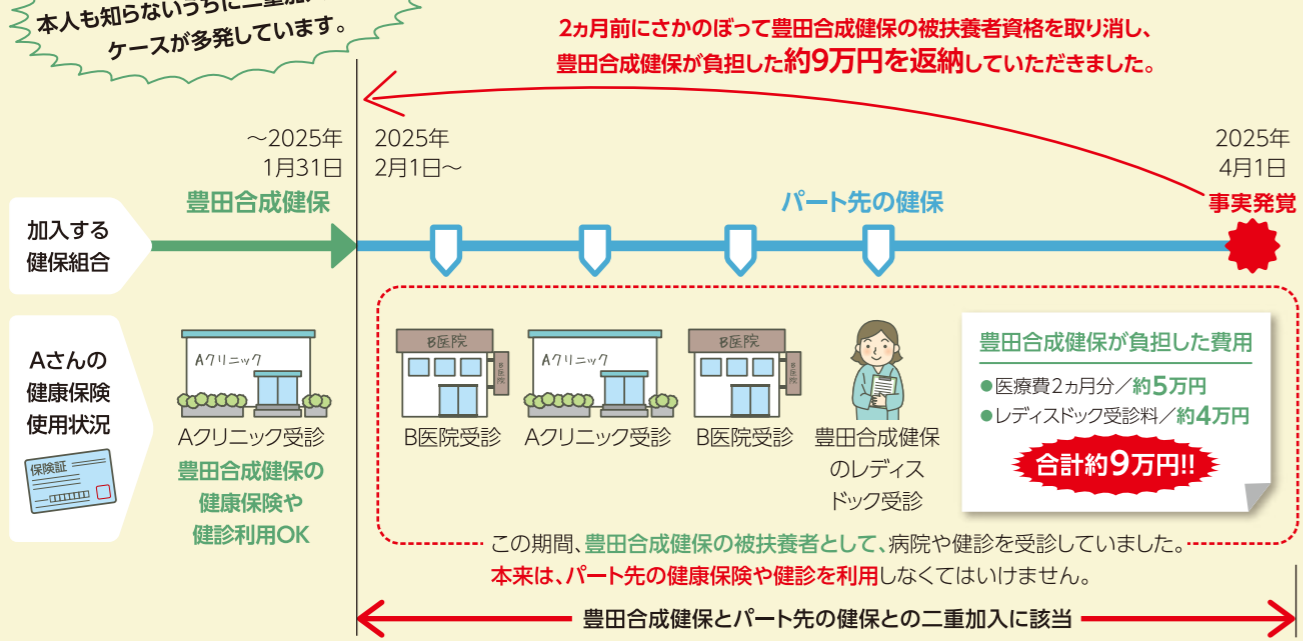 本人も知らないうちに二重加入
ケースが多発しています。
2ヵ月前にさかのぼって豊田合成健保の被扶養者資格を取り消し、
豊田合成健保が負担した約9万円を返納していただきました。
～2025年
1月31日
2025年
2月1日～
2025年
4月1日
豊田合成健保
パート先の健保
事実発覚
加入する
健保組合
Aさんの
健康保険
使用状況
保険証
Aクリニック
Aクリニック受診
豊田合成健保の
健康保険や
健診利用OK
B医院
B医院
B医院受診
Aクリニック
Aクリニック受診
B医院
B医院
B医院受診
豊田合成健保
のレディス
ドック受診
豊田合成健保が負担した費用
●医療費2ヵ月分／約5万円
●レディスドック受診料／約4万円
合計約9万円!!
この期間、豊田合成健保の被扶養者として、病院や健診を受診していました。
本来は、パート先の健康保険や健診を利用しなくてはいけません。
豊田合成健保とパート先の健保との二重加入に該当